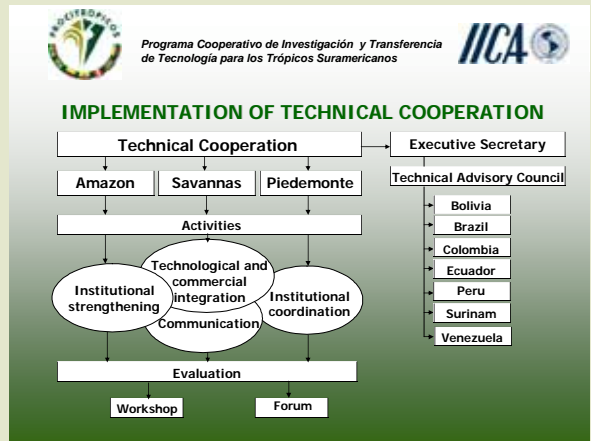 PROCITROPICOS
Programa Cooperativo de Investigación y Transferencia
de Tecnología para los Trópicos Suramericanos
IICA
IMPLEMENTATION OF TECHNICAL COOPERATION
Technical Cooperation
Executive Secretary
Amazon
Savannas
Piedemonte
Technical Advisory Council
Activities
Bolivia
Brazil
Colombia
Ecuador
Peru
Surinam
Venezuela
Institutional
strengthening
Technological and
commercial
integration
Communication
Institutional
coordination
Evaluation
Workshop
Forum